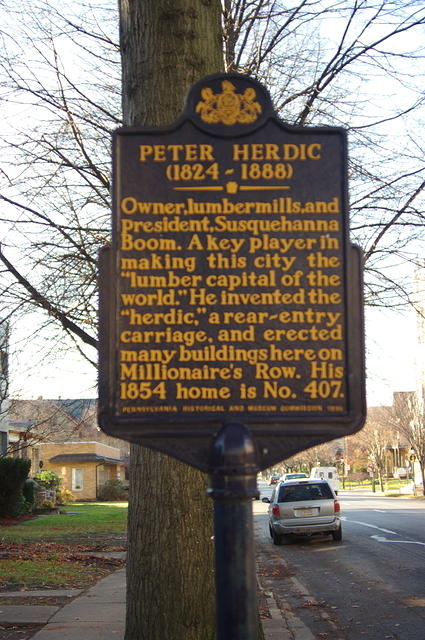 PETER HERDIC
(1824 - 1888)
Owner, lumbermills, and
president, Susquehanna
Boom. A key player in
making this city the
"lumber capital of the
world." He invented the
"herdic," a rear-entry
carriage, and erected
many buildings here on
Millionaire's Row. His
1854 home is No. 407.
PENNSYLVANIA HISTORICAL AND MUSEUM COMMISSION